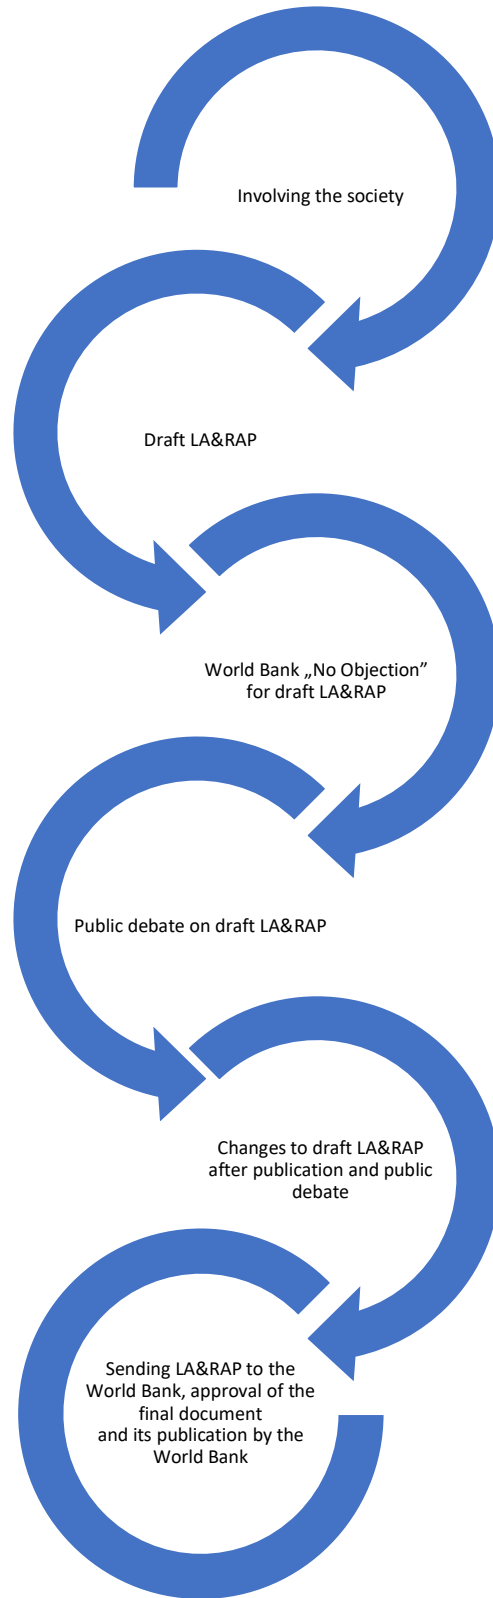 Involving the society
Draft LA&RAP
World Bank „No Objection”
for draft LA&RAP
Public debate on draft LA&RAP
Changes to draft LA&RAP
after publication and public
debate
Sending LA&RAP to the
World Bank, approval of the
final document
and its publication by the
World Bank